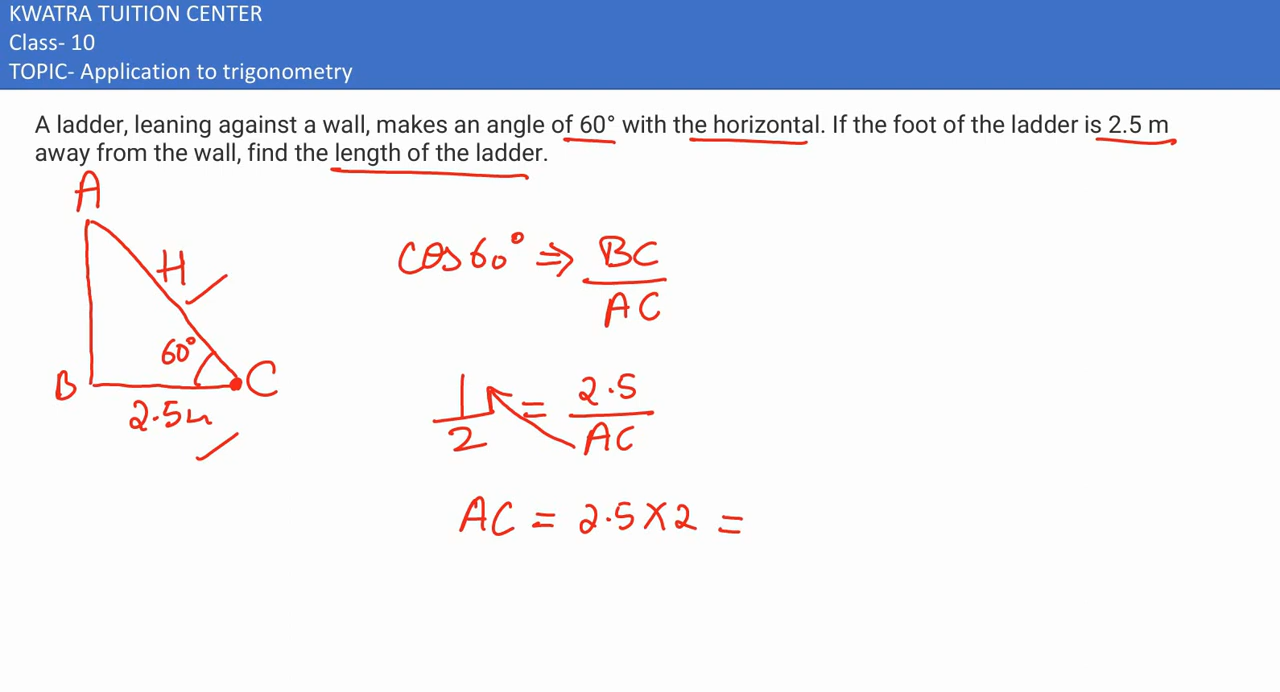 KWATRA TUITION CENTER
Class- 10
TOPIC- Application to trigonometry
A ladder, leaning against a wall, makes an angle of 60° with the horizontal. If the foot of the ladder is 2.5 m
away from the wall, find the length of the ladder.
A
H
60°
B
C
2.5m
cos60° ⇒ BC
AC
1 = 2.5
2 AC
AC = 2.5×2 =